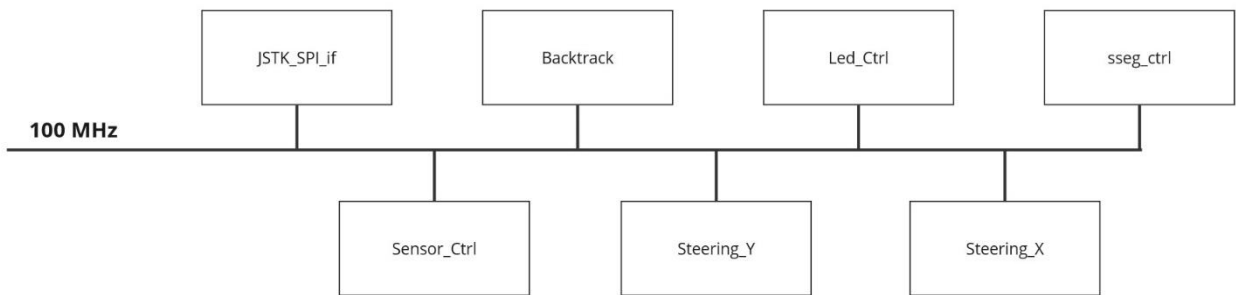 JSTK_SPI_if
Backtrack
Led_Ctrl
sseg_ctrl
100 MHz
Sensor_Ctrl
Steering_Y
Steering_X